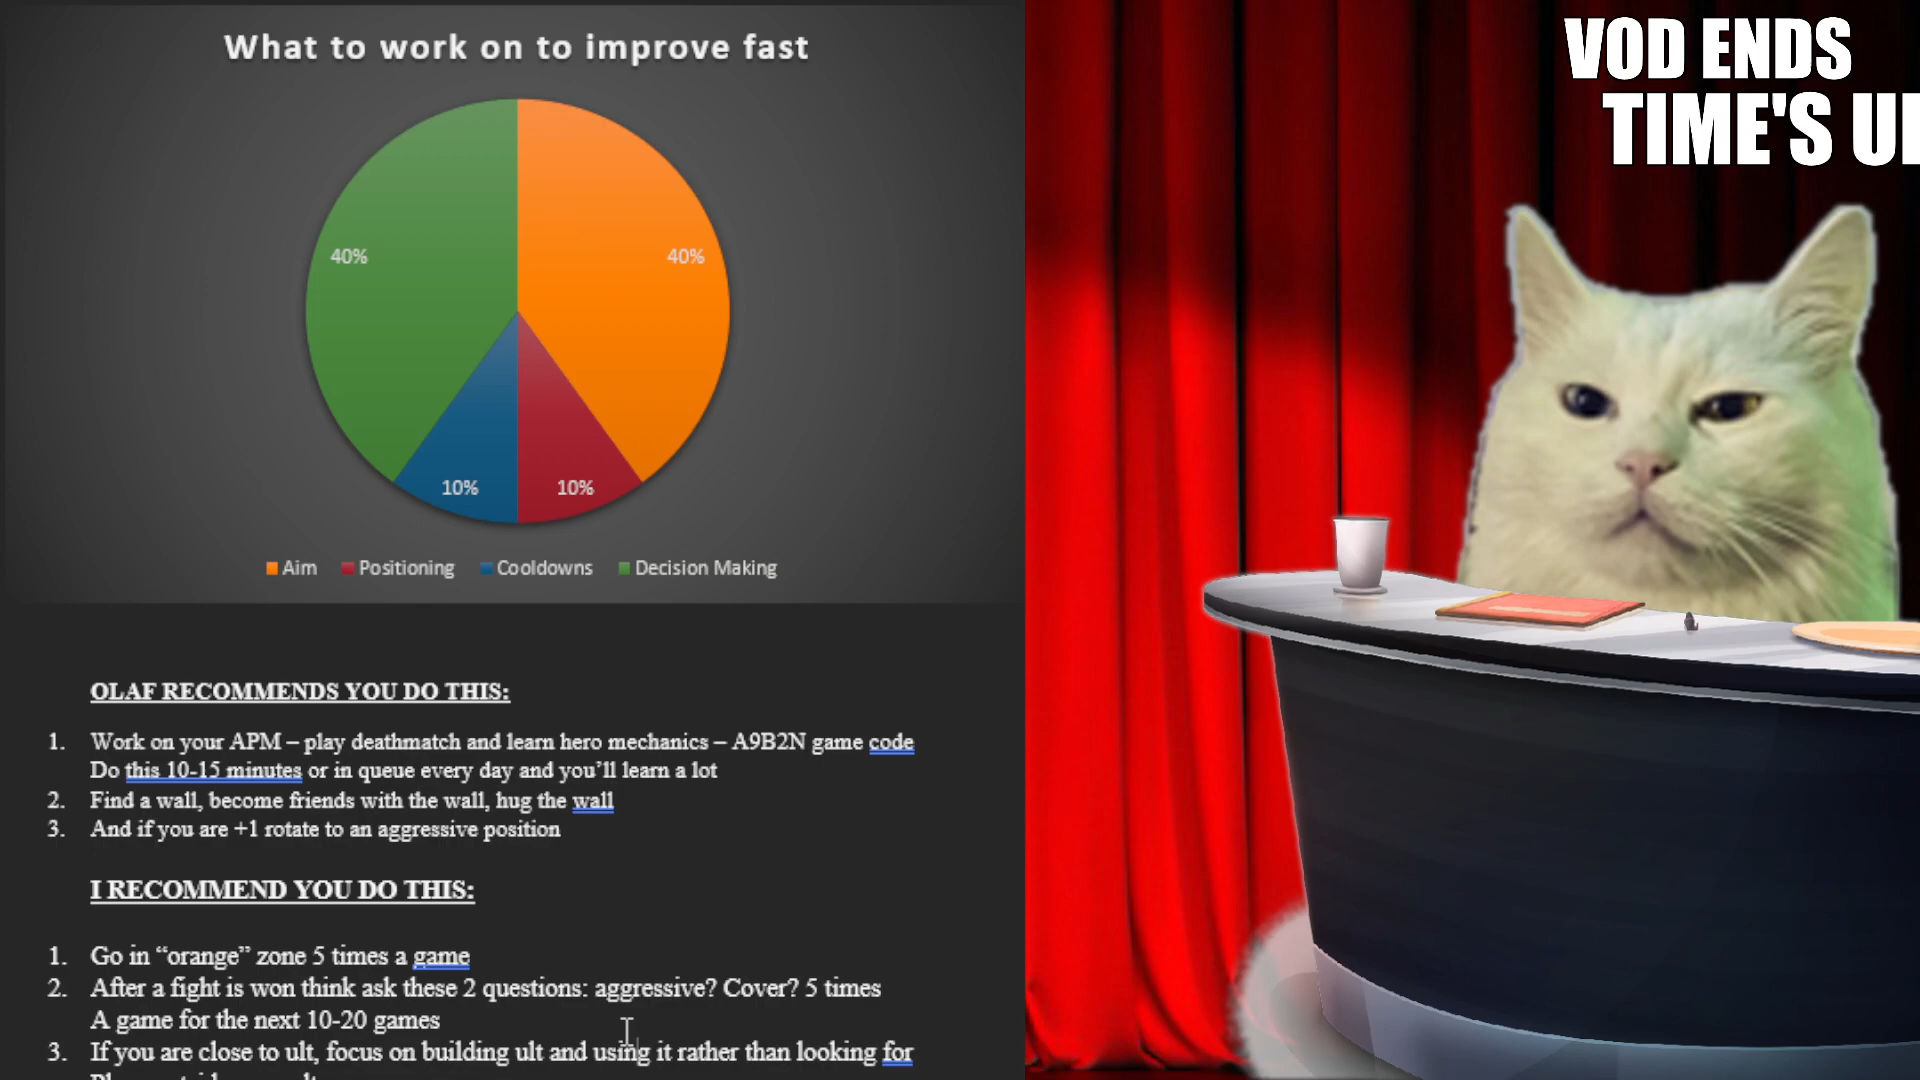 What to work on to improve fast
40%
40%
10%
10%
Aim
Positioning
Cooldowns
Decision Making
OLAF RECOMMENDS YOU DO THIS:
1. Work on your APM – play deathmatch and learn hero mechanics – A9B2N game code
Do this 10-15 minutes or in queue every day and you'll learn a lot
2. Find a wall, become friends with the wall, hug the wall
3. And if you are +1 rotate to an aggressive position
I RECOMMEND YOU DO THIS:
1. Go in “orange” zone 5 times a game
2. After a fight is won think ask these 2 questions: aggressive? Cover? 5 times
A game for the next 10-20 games
3. If you are close to ult, focus on building ult and using it rather than looking for
VOD ENDS
TIME'S